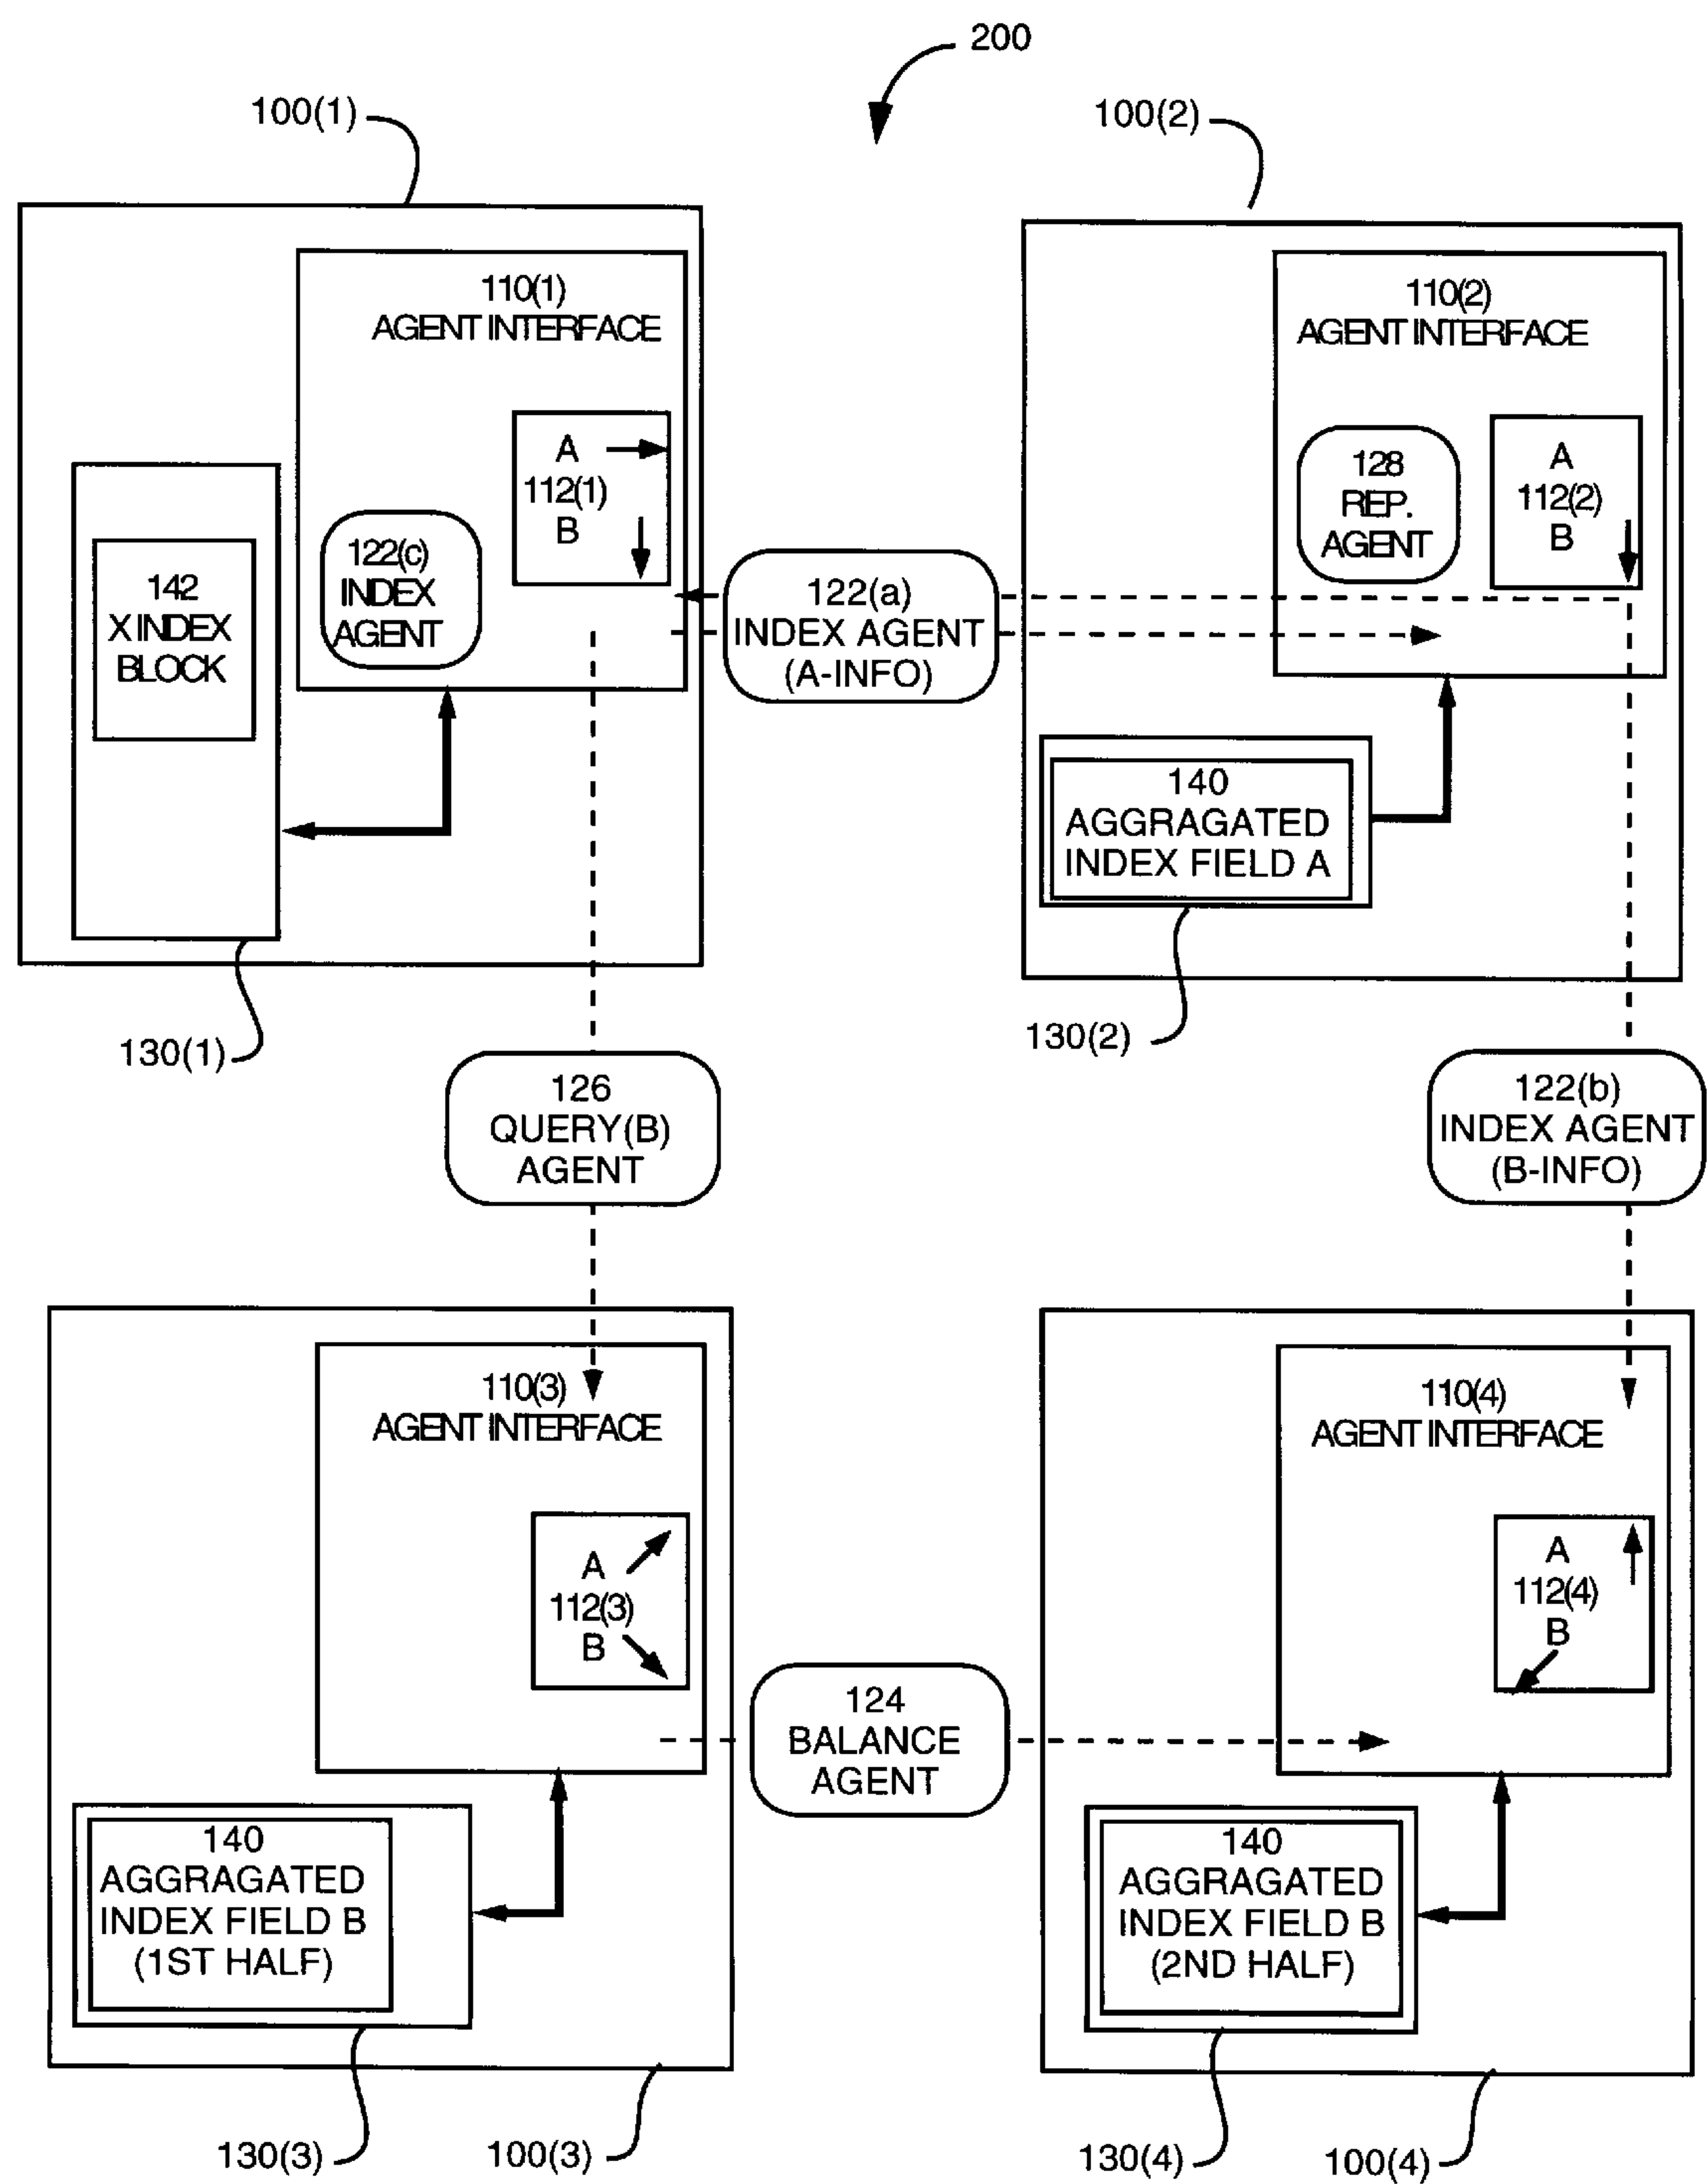 200
100(1)
100(2)
110(1)
AGENT INTERFACE
A
112(1)
B
122(c)
INDEX
AGENT
142
X INDEX
BLOCK
130(1)
122(a)
INDEX AGENT
(A-INFO)
110(2)
AGENT INTERFACE
128
REP.
AGENT
A
112(2)
B
140
AGGRAGATED
INDEX FIELD A
130(2)
126
QUERY(B)
AGENT
122(b)
INDEX AGENT
(B-INFO)
110(3)
AGENT INTERFACE
A
112(3)
B
140
AGGRAGATED
INDEX FIELD B
(1ST HALF)
130(3)
100(3)
124
BALANCE
AGENT
110(4)
AGENT INTERFACE
A
112(4)
B
140
AGGRAGATED
INDEX FIELD B
(2ND HALF)
130(4)
100(4)